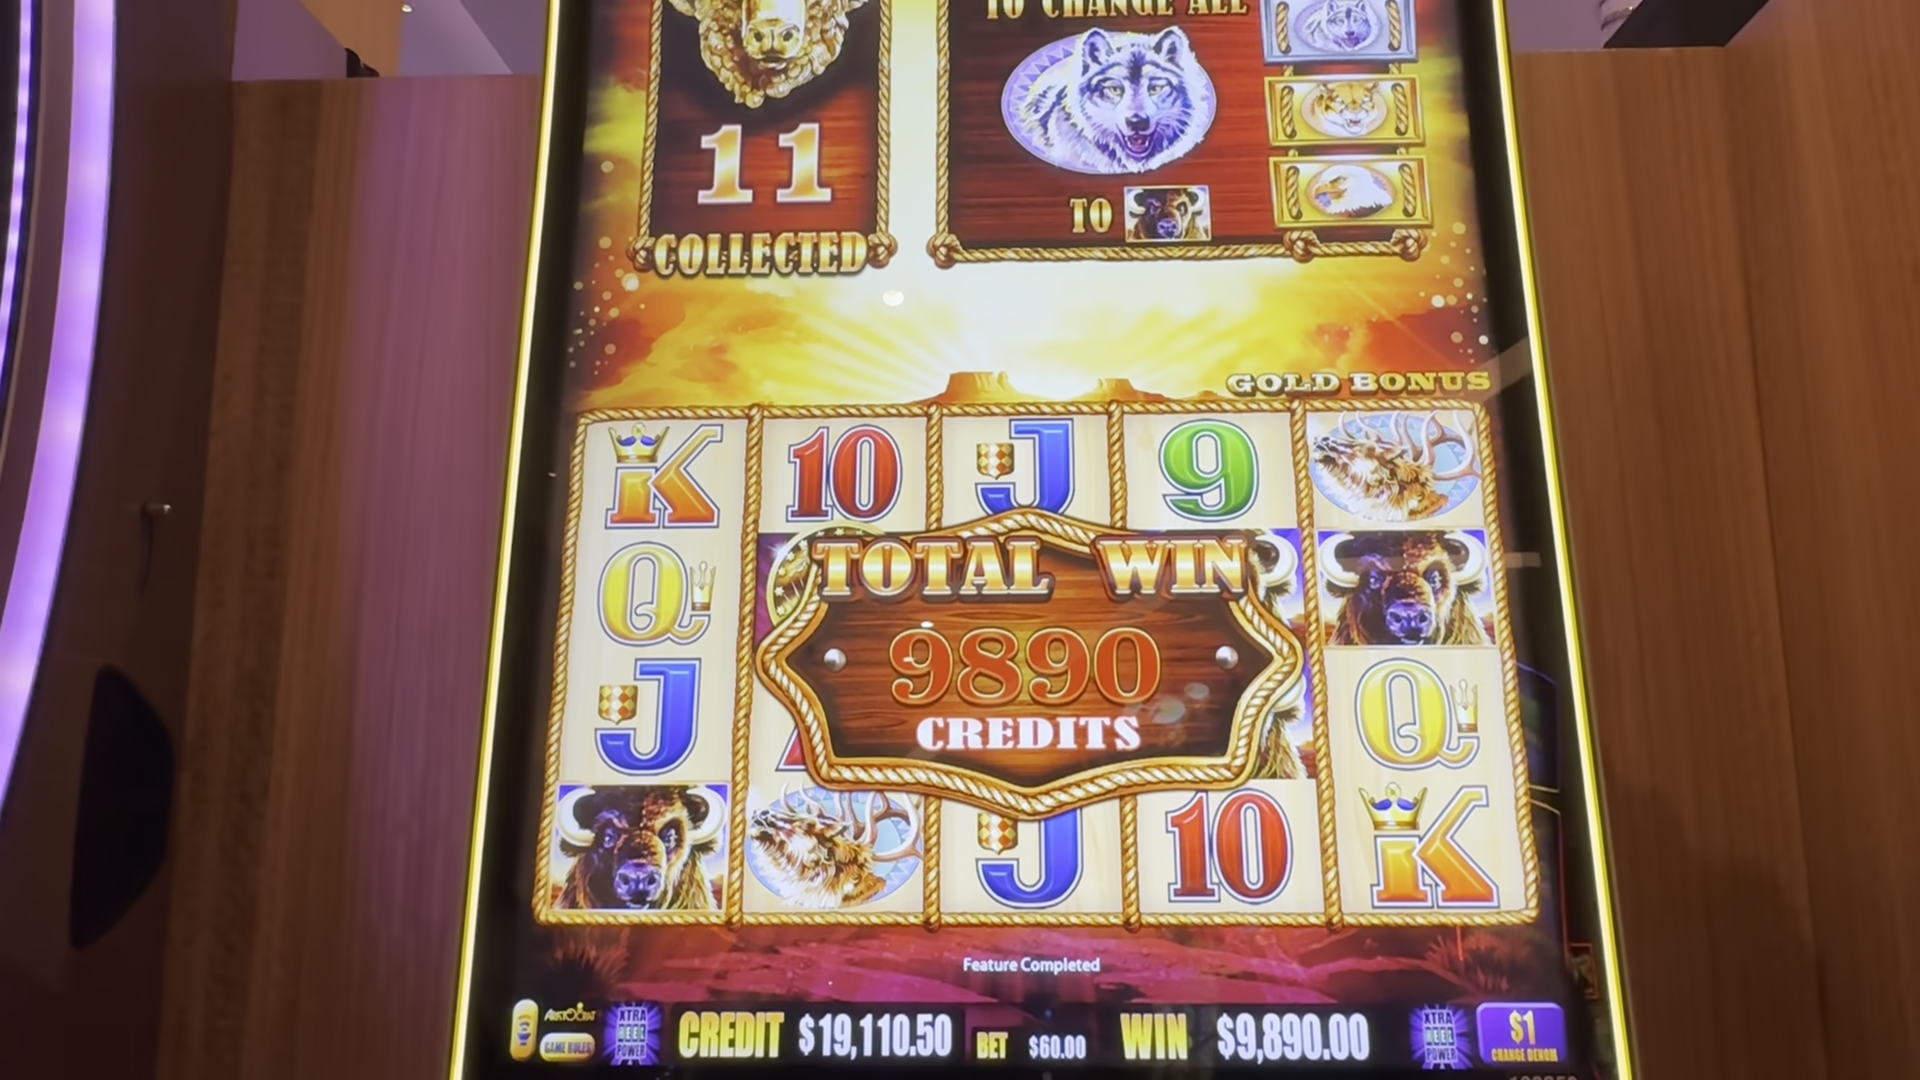 TO CHANGE ALL
11
COLLECTED
TO
GOLD BONUS
K 10 J 9
Q
J Q
J 10 K
TOTAL WIN
9890
CREDITS
Feature Completed
ARISTOCRAT
GAME RULES
XTRA REEL POWER
CREDIT $19,110.50 BET $60.00 WIN $9,890.00
XTRA REEL POWER
$1
CHANGE DENOM